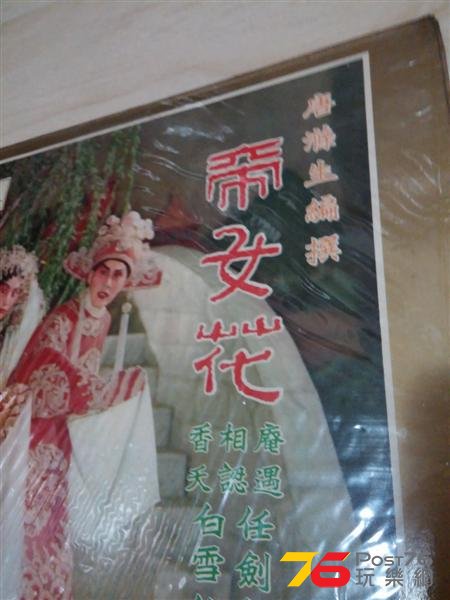 唐滌生編撰
帝女花
庵遇
相認
香夭
任劍
白雪
76 Post76
玩樂網